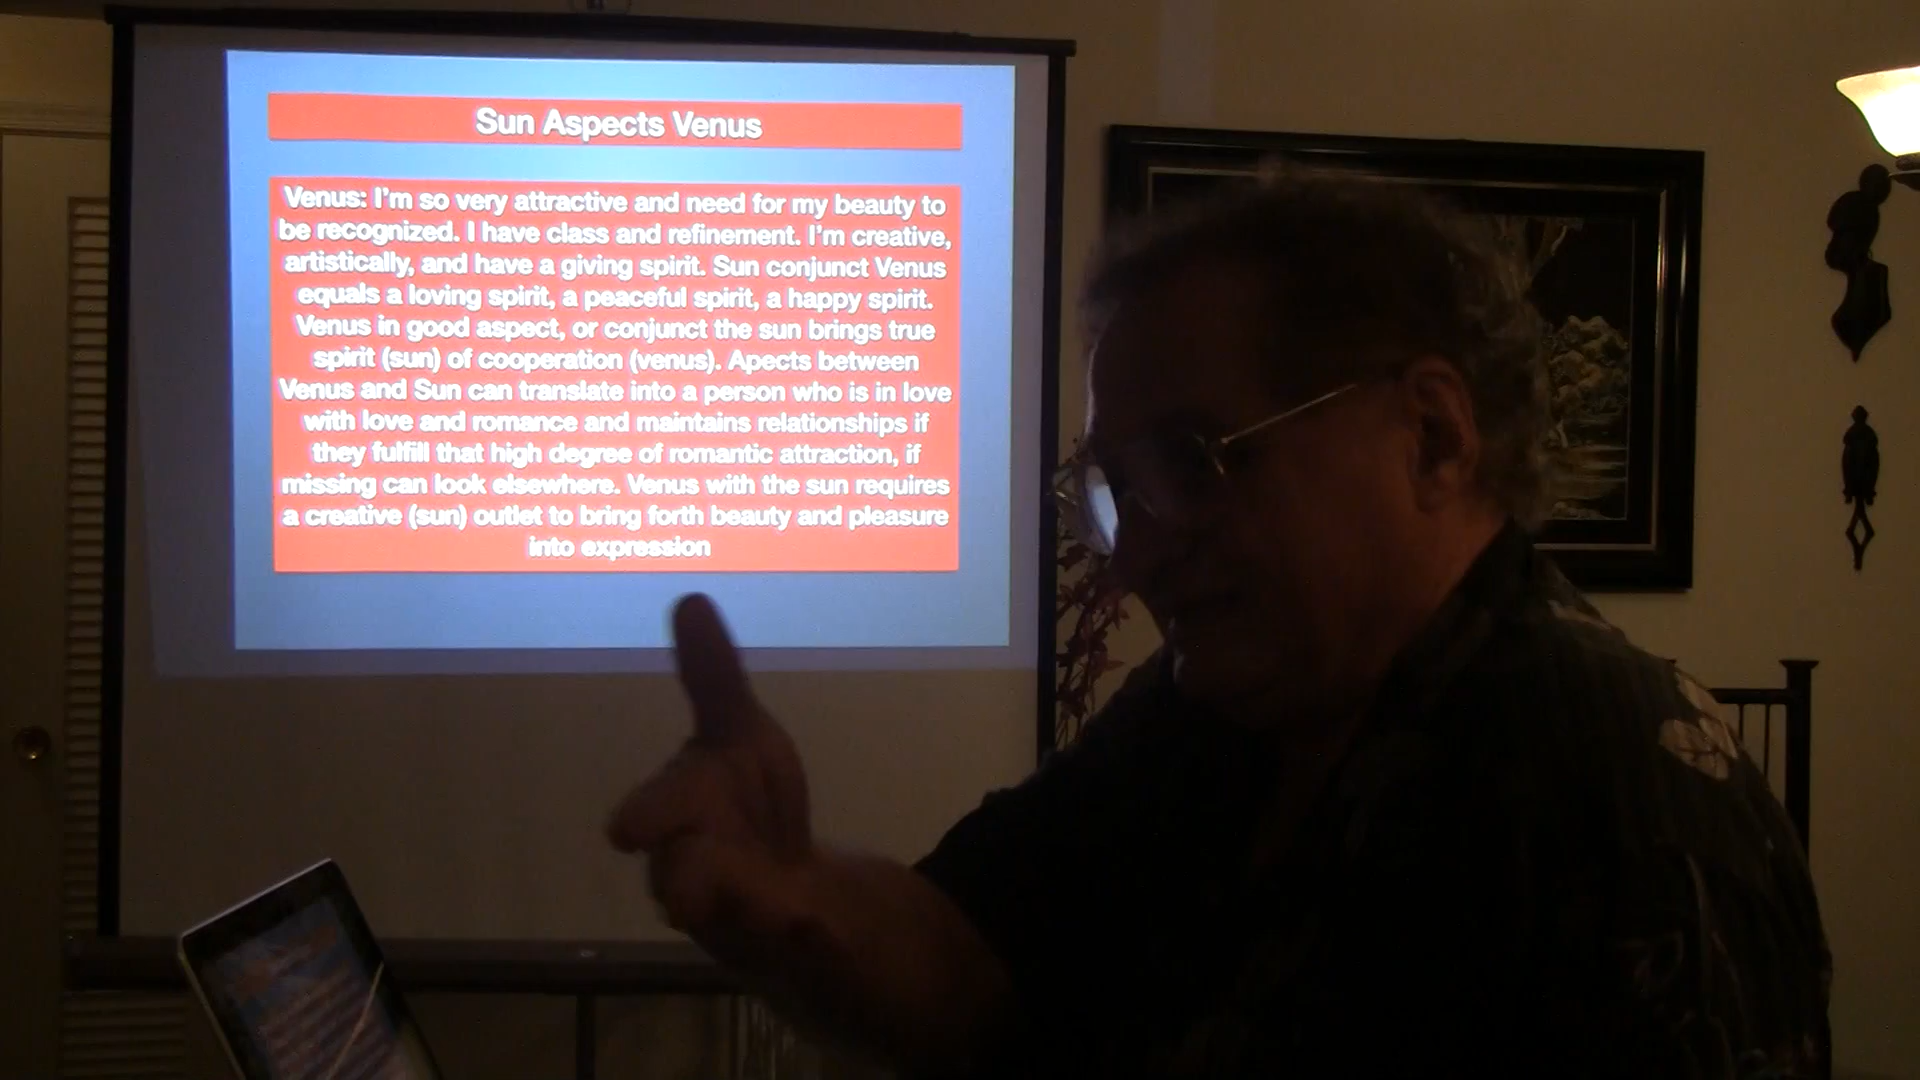 Sun Aspects Venus
Venus: I'm so very attractive and need for my beauty to
be recognized. I have class and refinement. I'm creative,
artistically, and have a giving spirit. Sun conjunct Venus
equals a loving spirit, a peaceful spirit, a happy spirit.
Venus in good aspect, or conjunct the sun brings true
spirit (sun) of cooperation (venus). Apects between
Venus and Sun can translate into a person who is in love
with love and romance and maintains relationships if
they fulfill that high degree of romantic attraction, if
missing can look elsewhere. Venus with the sun requires
a creative (sun) outlet to bring forth beauty and pleasure
into expression